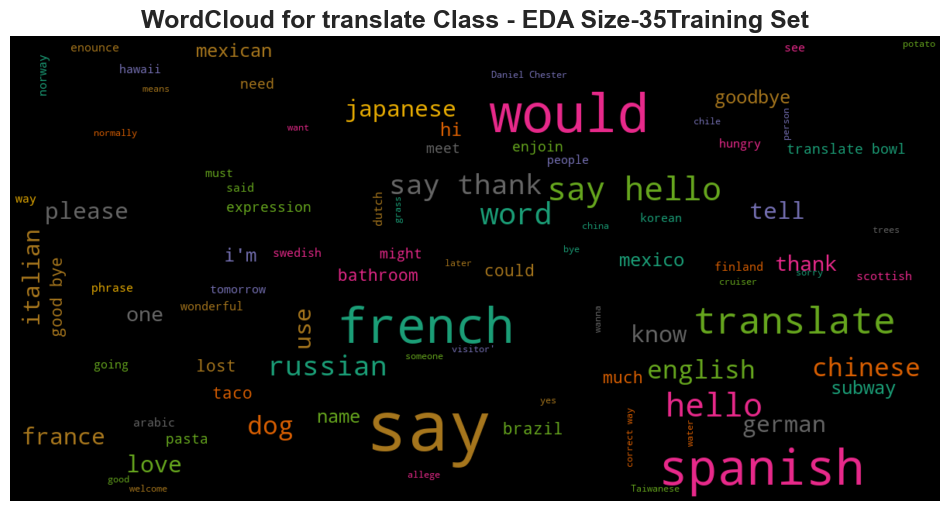 WordCloud for translate Class - EDA Size-35Training Set
enounce
mexican
see
potato
norway
hawaii
means
need
Daniel Chester
japanese
would
goodbye
normally
want
hi
chile
person
meet
enjoin
people
hungry
translate bowl
must
said
say thank
say hello
way
please
expression
dutch
grass
word
china
korean
tell
trees
italian
good bye
i'm
swedish
might
later
bye
mexico
thank
bathroom
could
finland
sorry
scottish
phrase
tomorrow
cruiser
wonderful
one
use
french
wanna
know
translate
visitor'
someone
going
lost
russian
much
english
chinese
subway
taco
yes
name
say
hello
arabic
dog
brazil
correct way
water
german
france
pasta
love
good
welcome
allege
spanish
Taiwanese